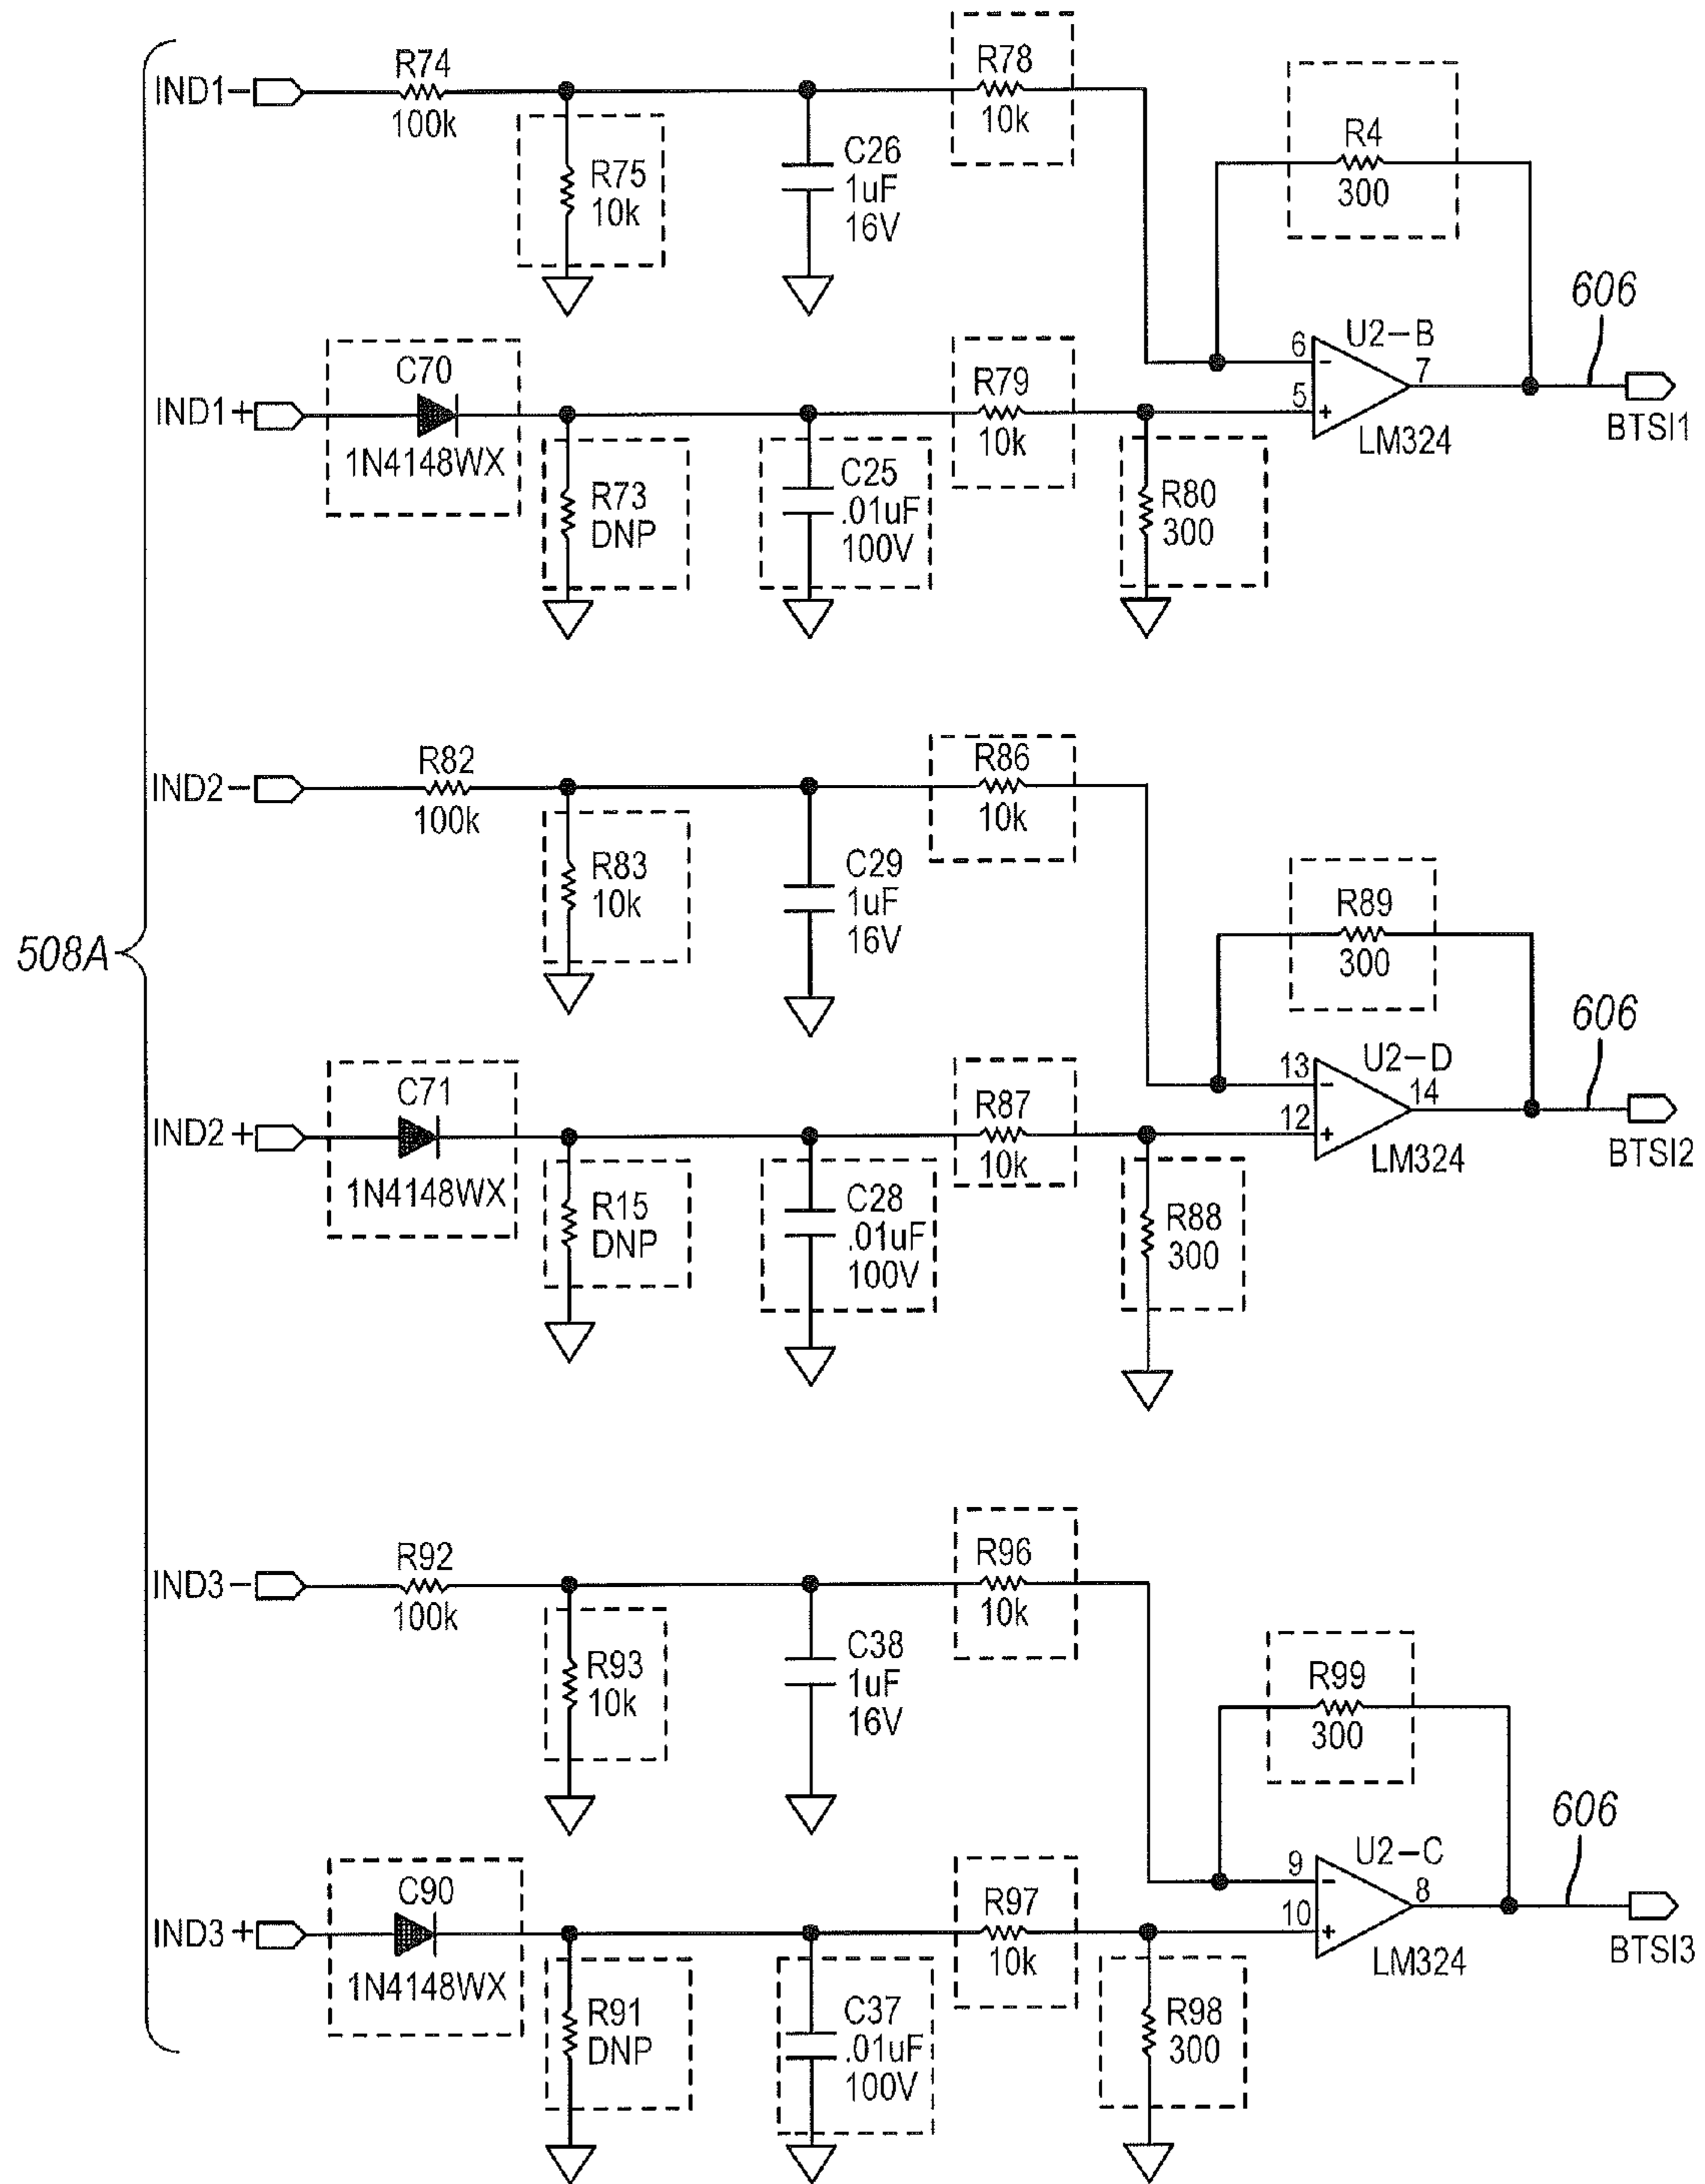 R74
IND1-
100k
R78
10k
R75
10k
C26
1uF
16V
R4
300
606
C70
IND1+
1N4148WX
R79
10k
6
-
5
+
U2-B
7
LM324
BTSI1
R73
DNP
C25
.01uF
100V
R80
300
R82
IND2-
100k
R86
10k
R83
10k
C29
1uF
16V
R89
300
508A
606
C71
IND2+
1N4148WX
R87
10k
13
-
12
+
U2-D
14
LM324
BTSI2
R15
DNP
C28
.01uF
100V
R88
300
R92
IND3-
100k
R96
10k
R93
10k
C38
1uF
16V
R99
300
606
C90
IND3+
1N4148WX
R97
10k
9
-
10
+
U2-C
8
LM324
BTSI3
R91
DNP
C37
.01uF
100V
R98
300